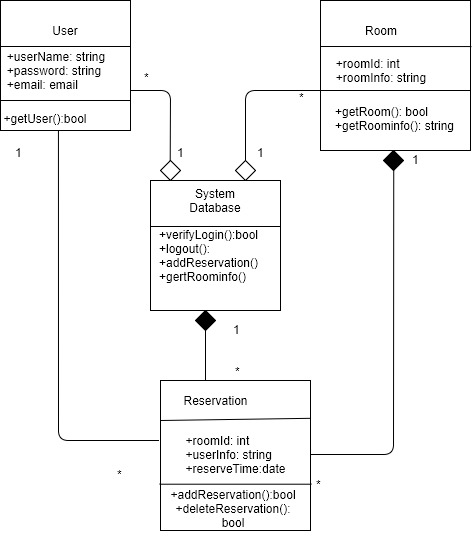 User
+userName: string
+password: string
+email: email
+getUser():bool
Room
+roomId: int
+roomInfo: string
+getRoom(): bool
+getRoominfo(): string
*
*
1
1
1
1
System
Database
+verifyLogin():bool
+logout():
+addReservation()
+gertRoominfo()
1
*
Reservation
+roomId: int
+userInfo: string
+reserveTime:date
+addReservation():bool
+deleteReservation():
bool
*
*